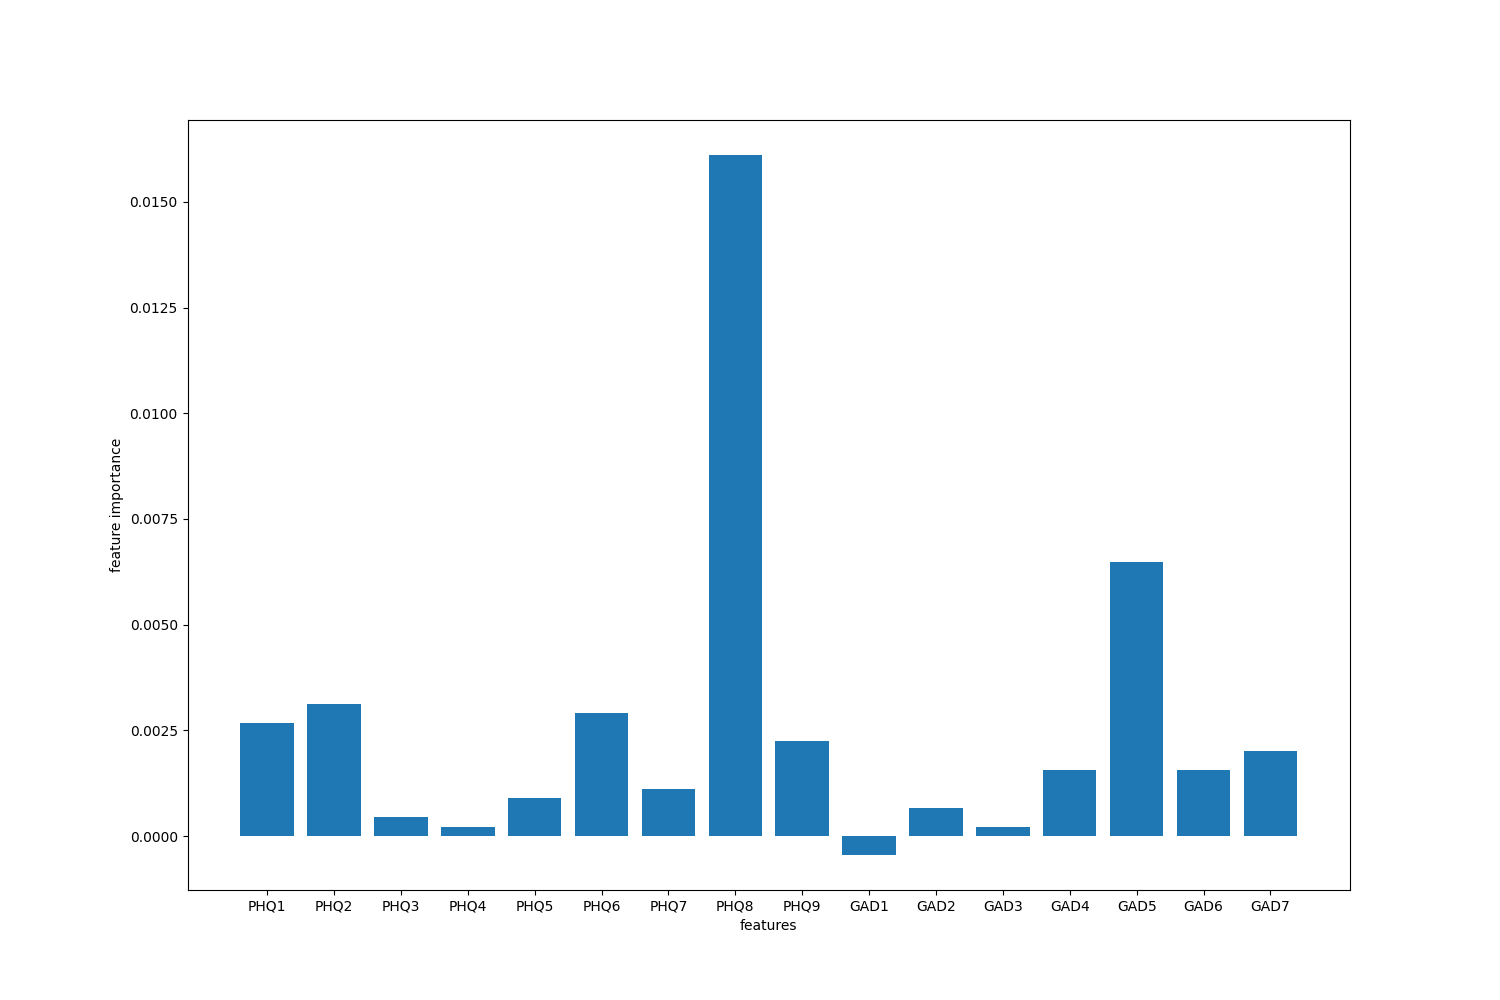 0.0150
0.0125
0.0100
0.0075
0.0050
0.0025
0.0000
feature importance
PHQ1 PHQ2 PHQ3 PHQ4 PHQ5 PHQ6 PHQ7 PHQ8 PHQ9 GAD1 GAD2 GAD3 GAD4 GAD5 GAD6 GAD7
features